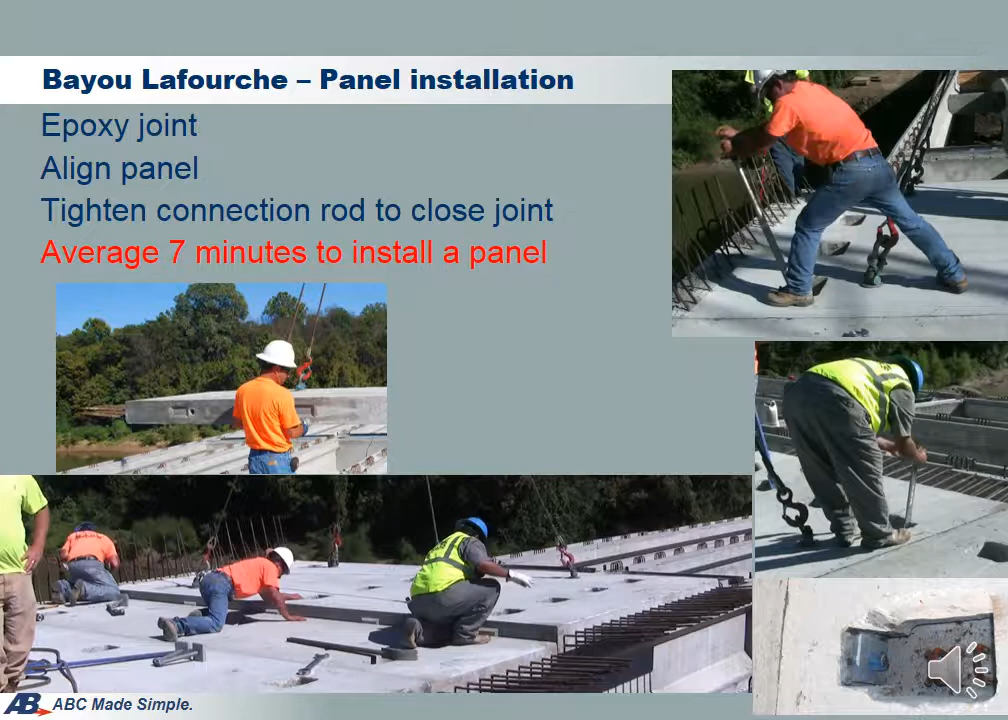 Bayou Lafourche – Panel installation
Epoxy joint
Align panel
Tighten connection rod to close joint
Average 7 minutes to install a panel
AB ABC Made Simple.